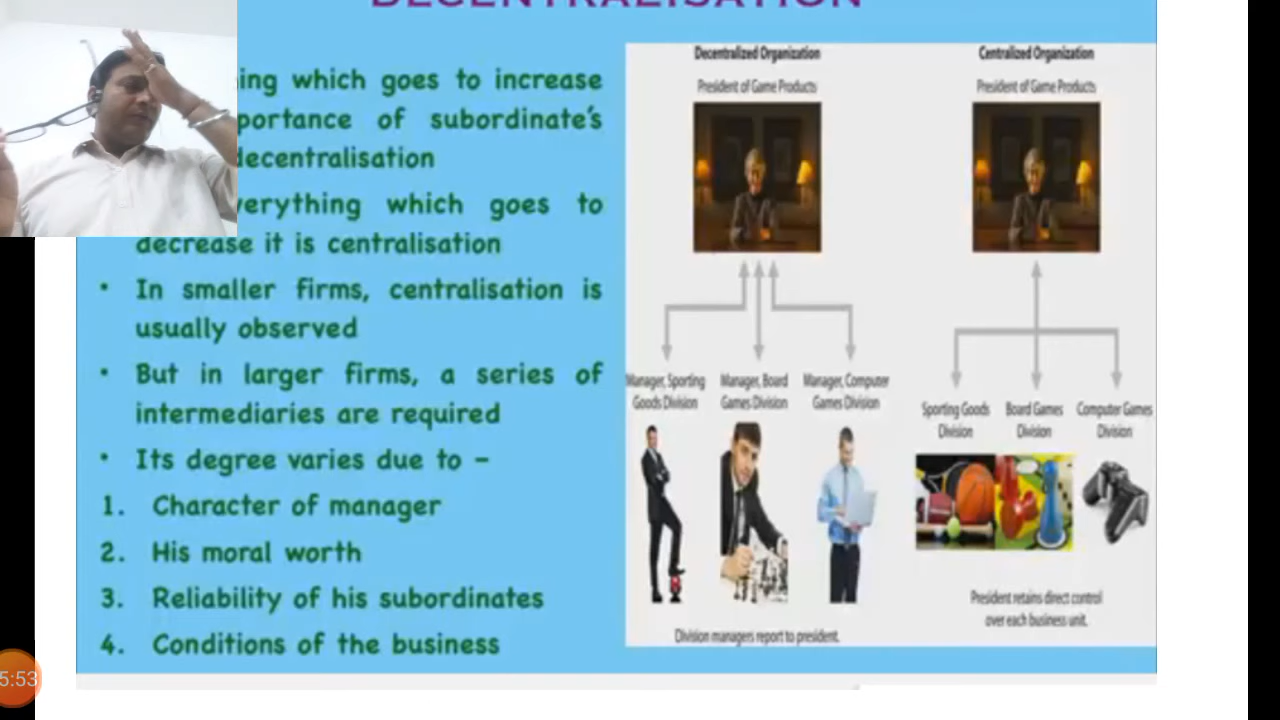 DECENTRALISATION
which goes to increase
of subordinate's
decentralisation
which goes to
decrease it is centralisation
• In smaller firms, centralisation is
usually observed
• But in larger firms, a series of
intermediaries are required
• Its degree varies due to –
1. Character of manager
2. His moral worth
3. Reliability of his subordinates
4. Conditions of the business
Decentralized Organization
President of Game Products
Manager, Sporting
Goods Division
Manager, Board
Games Division
Manager, Computer
Games Division
Division managers report to president.
Centralized Organization
President of Game Products
Sporting Goods
Division
Board Games
Division
Computer Games
Division
President retains direct control
over each business unit.
5:53